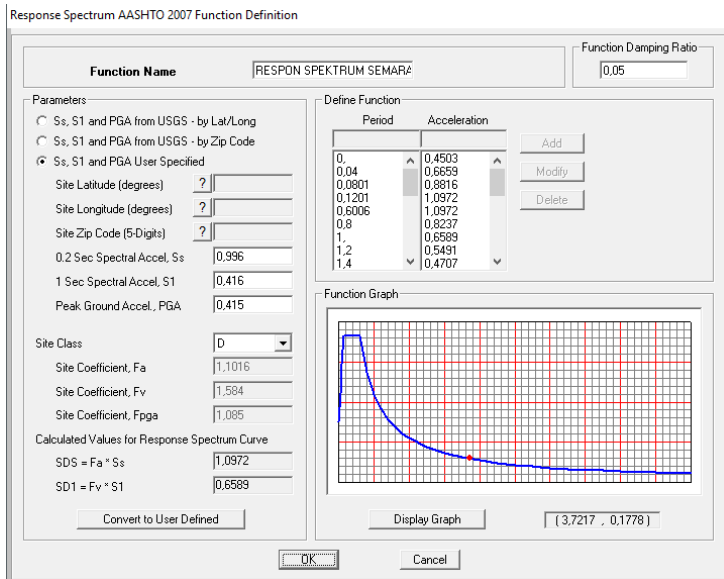 Response Spectrum AASHTO 2007 Function Definition
Function Name
RESPON SPEKTRUM SEMARA
Function Damping Ratio
0,05
Parameters
Ss, S1 and PGA from USGS - by Lat/Long
Ss, S1 and PGA from USGS - by Zip Code
Ss, S1 and PGA User Specified
Site Latitude (degrees) ?
Site Longitude (degrees) ?
Site Zip Code (5-Digits) ?
0.2 Sec Spectral Accel, Ss 0,996
1 Sec Spectral Accel, S1 0,416
Peak Ground Accel., PGA 0,415
Site Class D
Site Coefficient, Fa 1,1016
Site Coefficient, Fv 1,584
Site Coefficient, Fpga 1,085
Calculated Values for Response Spectrum Curve
SDS = Fa * Ss 1,0972
SD1 = Fv * S1 0,6589
Convert to User Defined
Define Function
Period Acceleration
0, 0,4503
0,04 0,6659
0,0801 0,8816
0,1201 1,0972
0,6006 1,0972
0,8 0,8237
1, 0,6589
1,2 0,5491
1,4 0,4707
Add
Modify
Delete
Function Graph
Display Graph
( 3,7217 , 0,1778 )
OK
Cancel